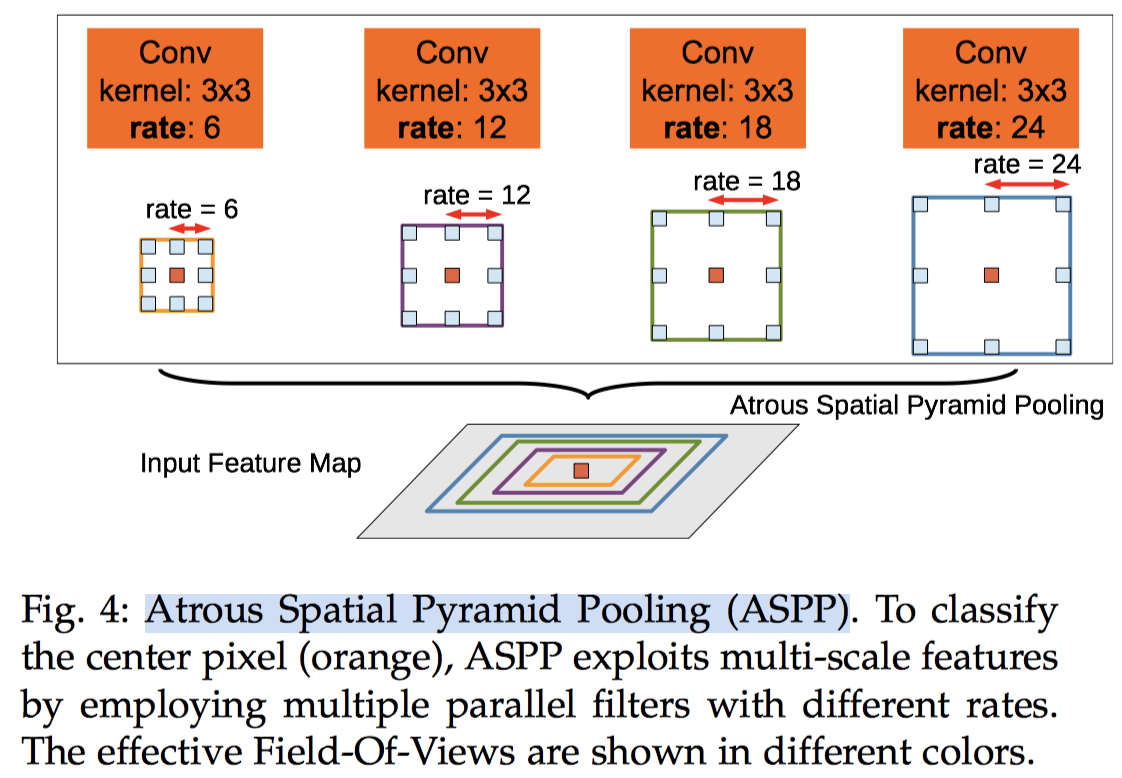 Conv
kernel: 3x3
rate: 6
Conv
kernel: 3x3
rate: 12
Conv
kernel: 3x3
rate: 18
Conv
kernel: 3x3
rate: 24
rate = 6
rate = 12
rate = 18
rate = 24
Atrous Spatial Pyramid Pooling
Input Feature Map
Fig. 4: Atrous Spatial Pyramid Pooling (ASPP). To classify
the center pixel (orange), ASPP exploits multi-scale features
by employing multiple parallel filters with different rates.
The effective Field-Of-Views are shown in different colors.